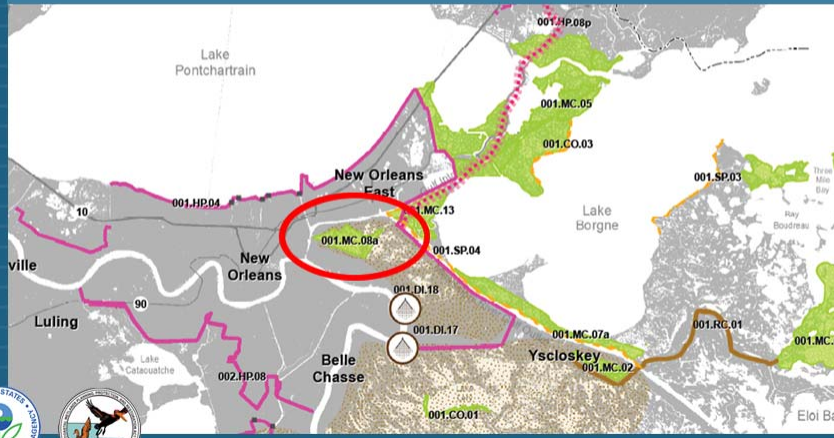 001.HP.08p
Lake
Pontchartrain
001.MC.05
001.CO.03
New Orleans
East
001.SP.03
Three
Mile
Bay
001.HP.04
10
.MC.13
Lake
Borgne
Bay
Boudreau
001.MC.08a
001.SP.04
New
Orleans
ville
001.DI.18
90
Luling
001.DI.17
001.RC.01
001.MC.07a
001.MC.
Lake
Cataouatche
Belle
Chasse
Yscloskey
001.MC.02
002.HP.08
001.CO.01
Eloi Ba
STATES
AGENCY